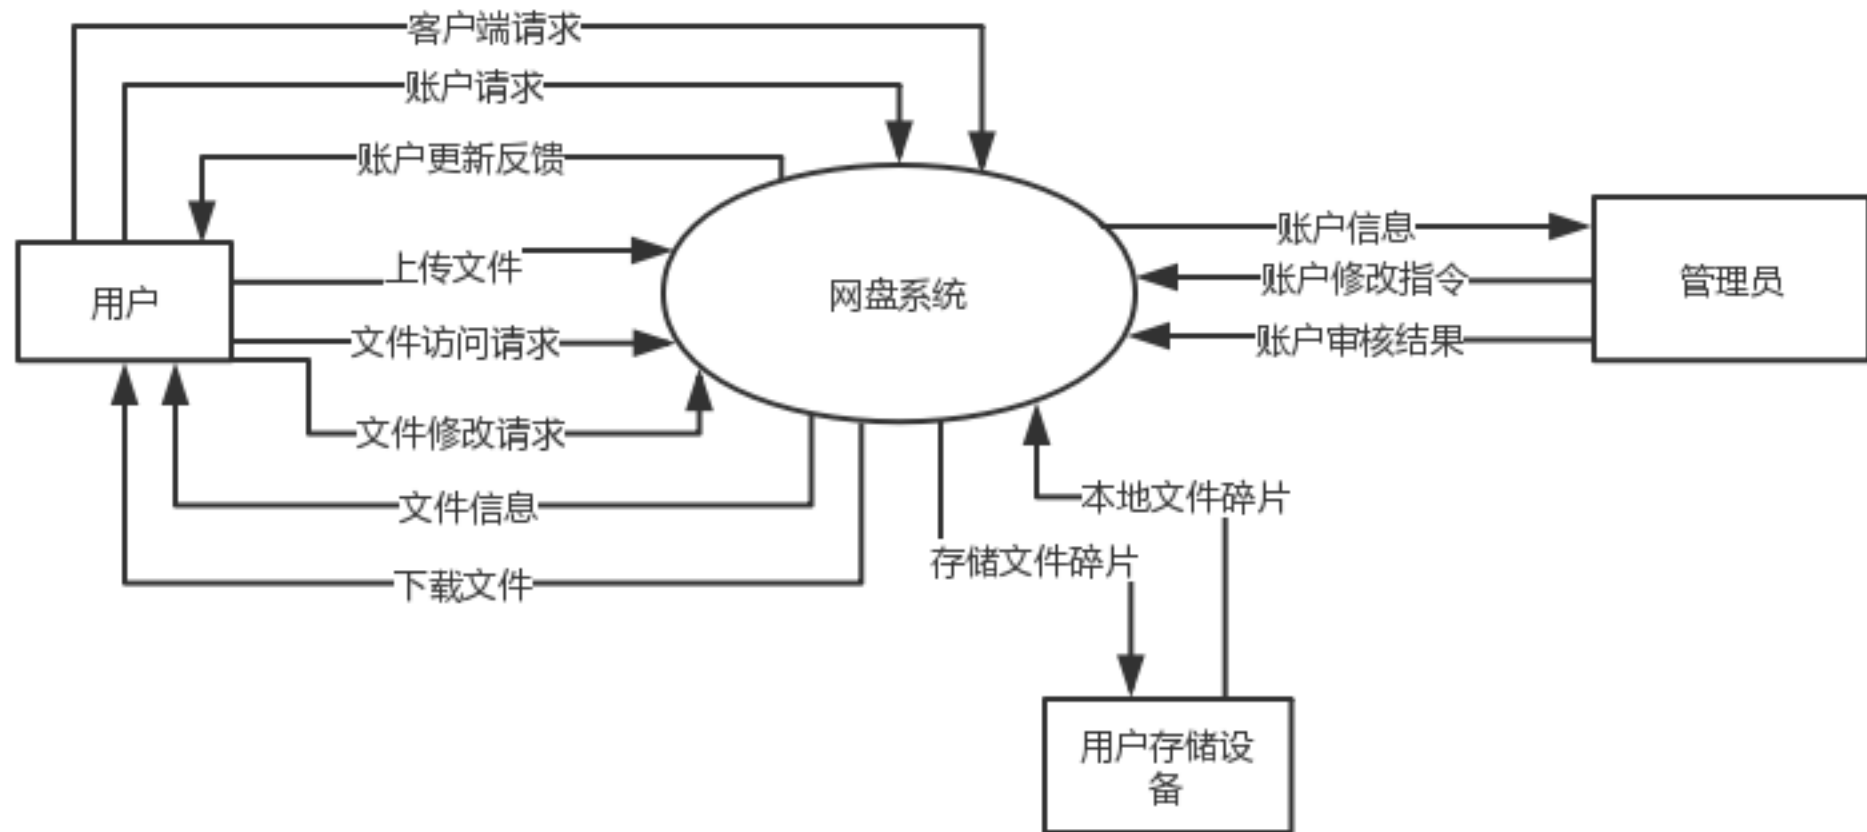 客户端请求
账户请求
账户更新反馈
上传文件
用户
文件访问请求
文件修改请求
文件信息
下载文件
网盘系统
账户信息
账户修改指令
账户审核结果
管理员
本地文件碎片
存储文件碎片
用户存储设
备